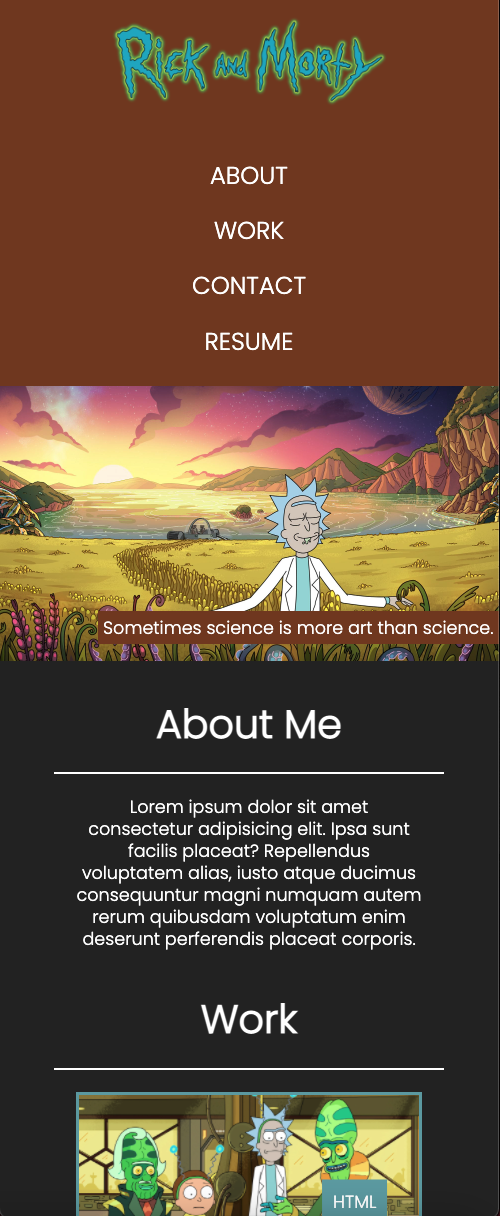 Rick and Morty
ABOUT
WORK
CONTACT
RESUME
Sometimes science is more art than science.
About Me
Lorem ipsum dolor sit amet
consectetur adipisicing elit. Ipsa sunt
facilis placeat? Repellendus
voluptatem alias, iusto atque ducimus
consequuntur magni numquam autem
rerum quibusdam voluptatum enim
deserunt perferendis placeat corporis.
Work
HTML